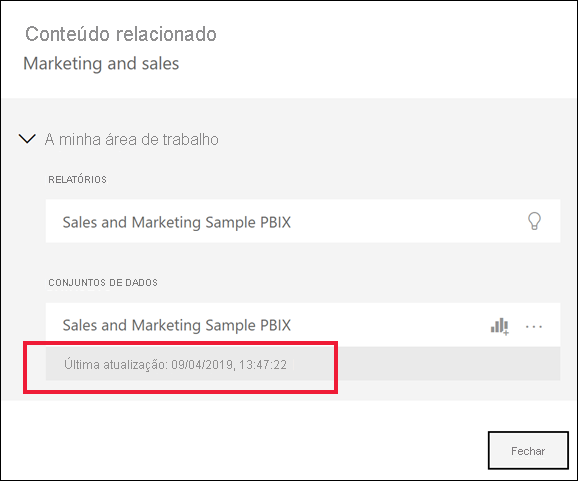 Conteúdo relacionado
Marketing and sales
A minha área de trabalho
RELATÓRIOS
Sales and Marketing Sample PBIX
CONJUNTOS DE DADOS
Sales and Marketing Sample PBIX
Última atualização: 09/04/2019, 13:47:22
Fechar